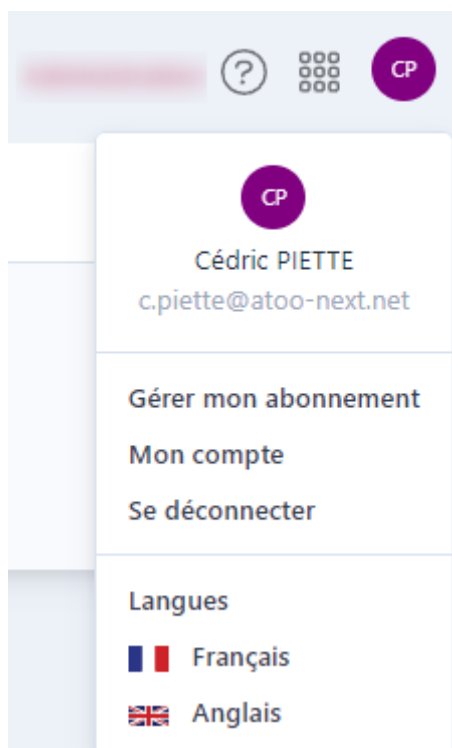 ?
CP
CP
Cédric PIETTE
c.piette@atoo-next.net
Gérer mon abonnement
Mon compte
Se déconnecter
Langues
Français
Anglais